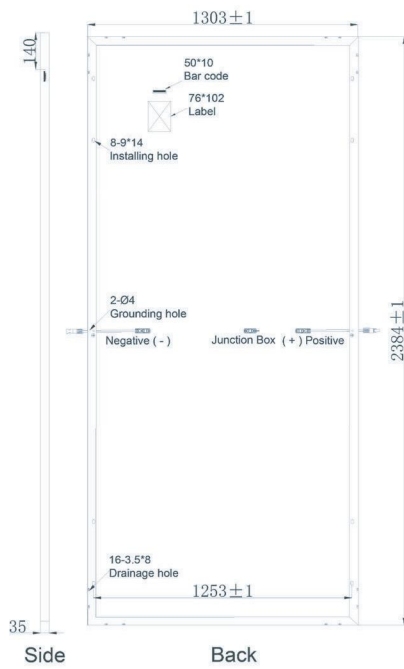 1303±1
140
50*10
Bar code
76*102
Label
8-9*14
Installing hole
2-Ø4
Grounding hole
Negative ( - )
Junction Box
( + ) Positive
2384±1
16-3.5*8
Drainage hole
1253±1
35
Side
Back